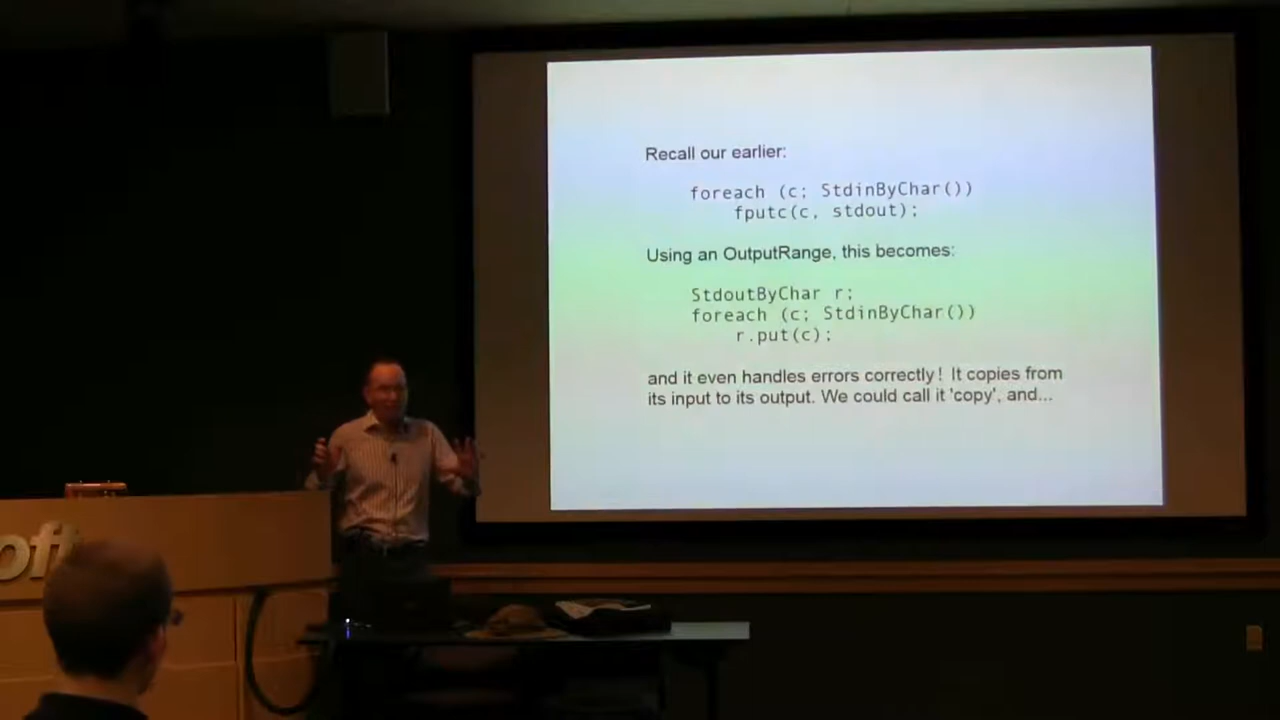 Recall our earlier:
foreach (c; StdinByChar())
fputc(c, stdout);
Using an OutputRange, this becomes:
StdoutByChar r;
foreach (c; StdinByChar())
r.put(c);
and it even handles errors correctly! It copies from
its input to its output. We could call it 'copy', and...
oft